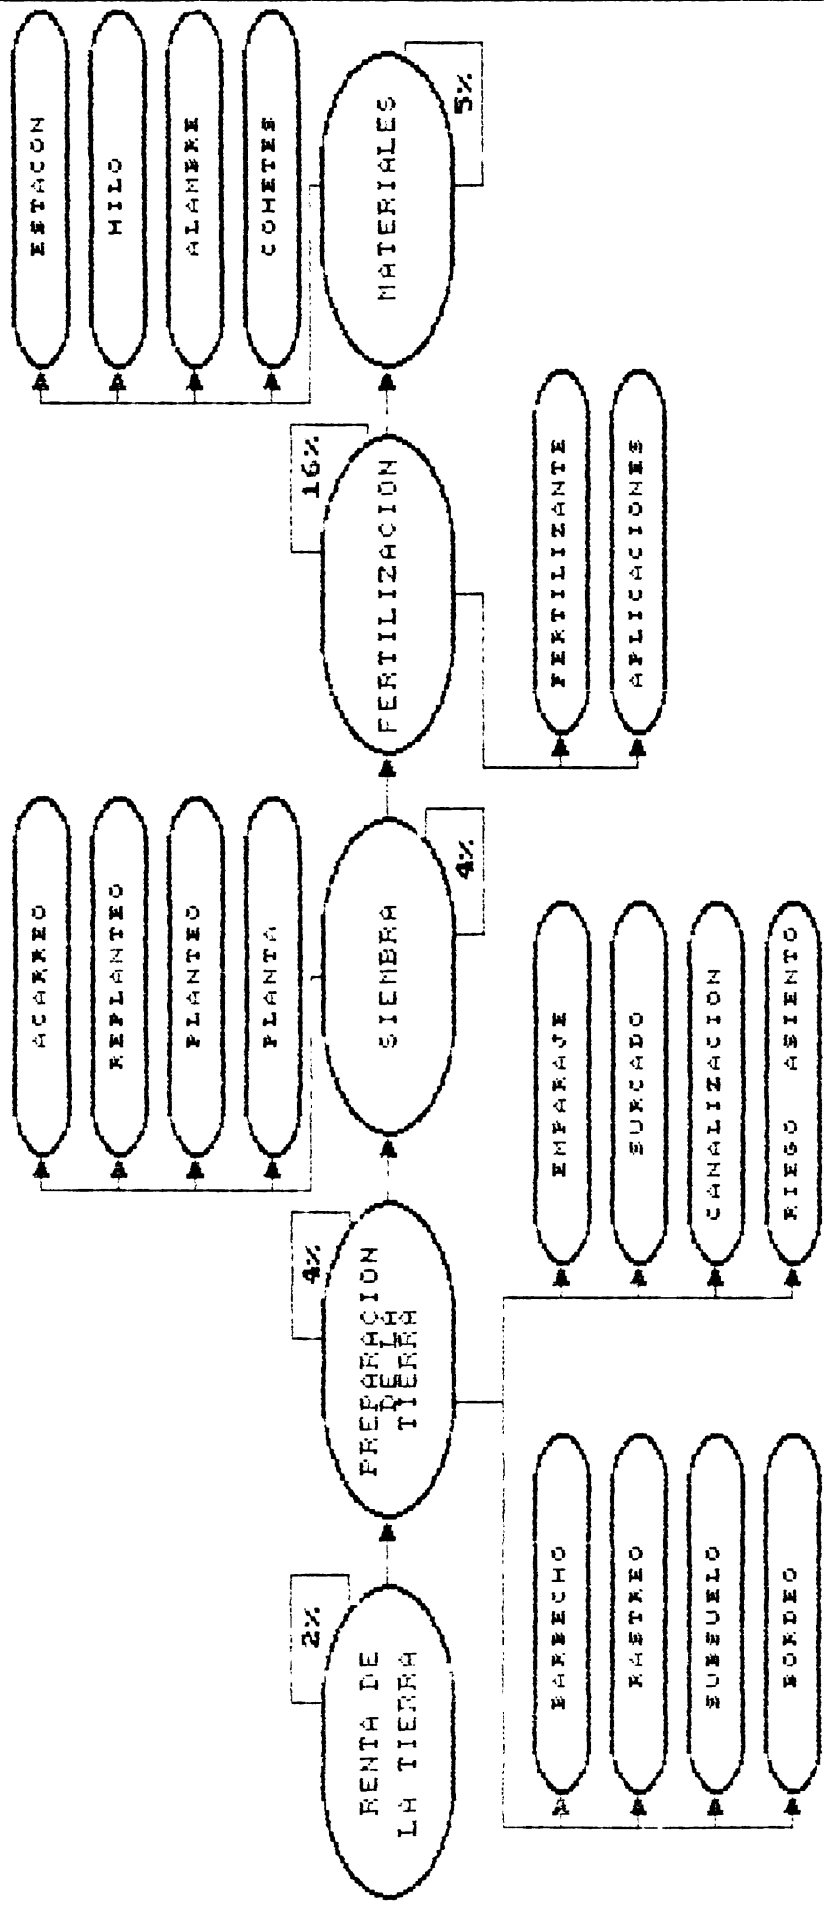 ACARREO
REPLANTEO
PLANTEO
PLANTA
ESTACON
HILO
ALAMBRE
COHETES
2%
4%
4%
16%
5%
RENTA DE
LA TIERRA
PREPARACION
DE LA
TIERRA
SIEMBRA
FERTILIZACION
MATERIALES
BARBECHO
RASTREO
SUBSUELO
BORDEO
EMPARAJE
SURCADO
CANALIZACION
RIEGO ASIENTO
FERTILIZANTE
APLICACIONES